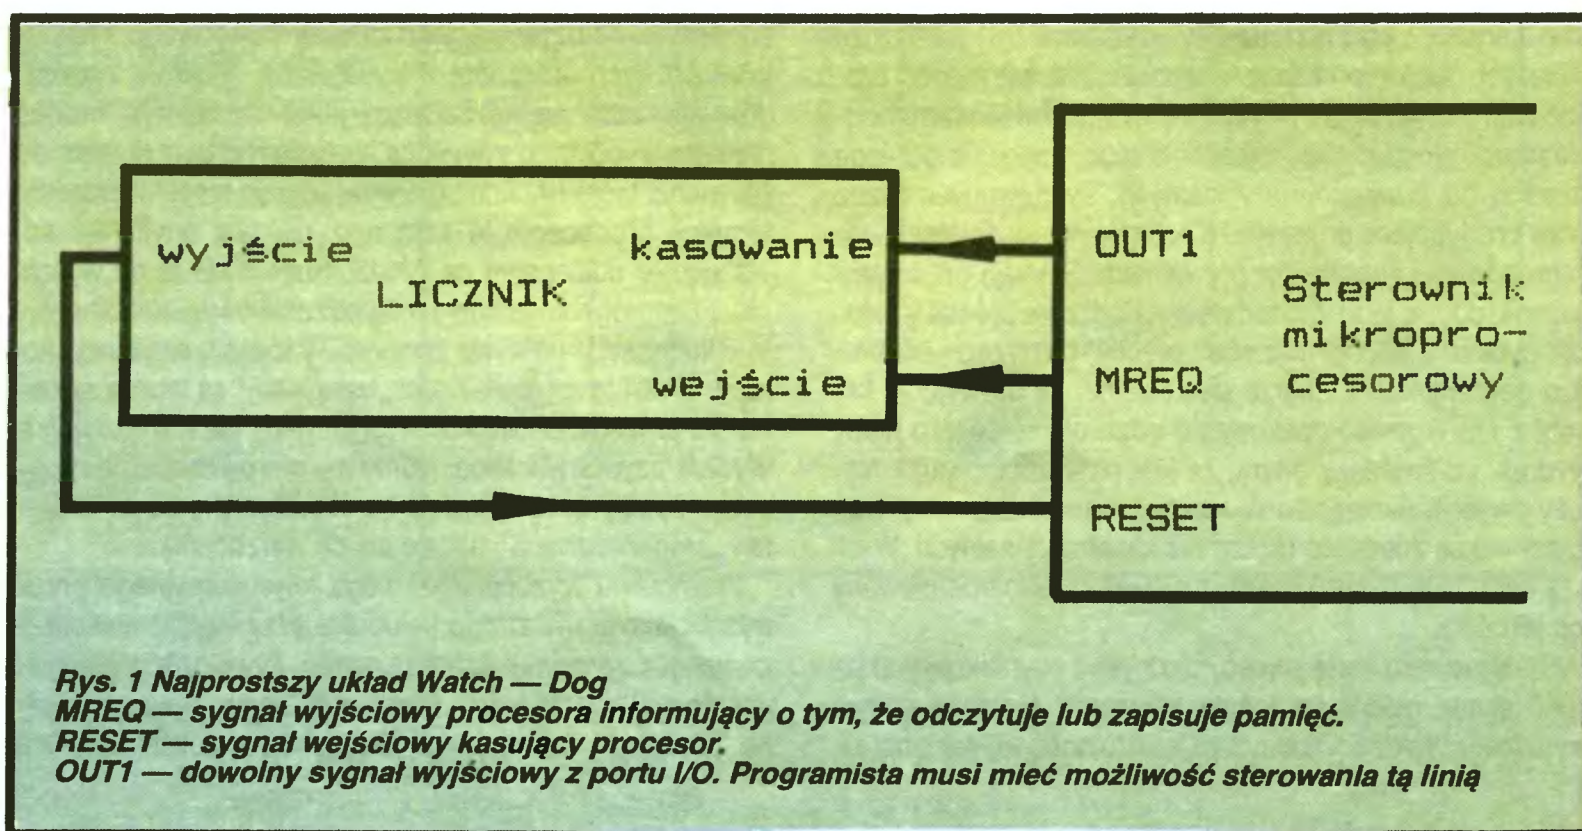 wyjście
kasowanie
LICZNIK
wejście
OUT1
Sterownik
mikropro-
MREQ
cesorowy
RESET
Rys. 1 Najprostszy układ Watch — Dog
MREQ — sygnał wyjściowy procesora informujący o tym, że odczytuje lub zapisuje pamięć.
RESET — sygnał wejściowy kasujący procesor.
OUT1 — dowolny sygnał wyjściowy z portu I/O. Programista musi mieć możliwość sterowania tą linią